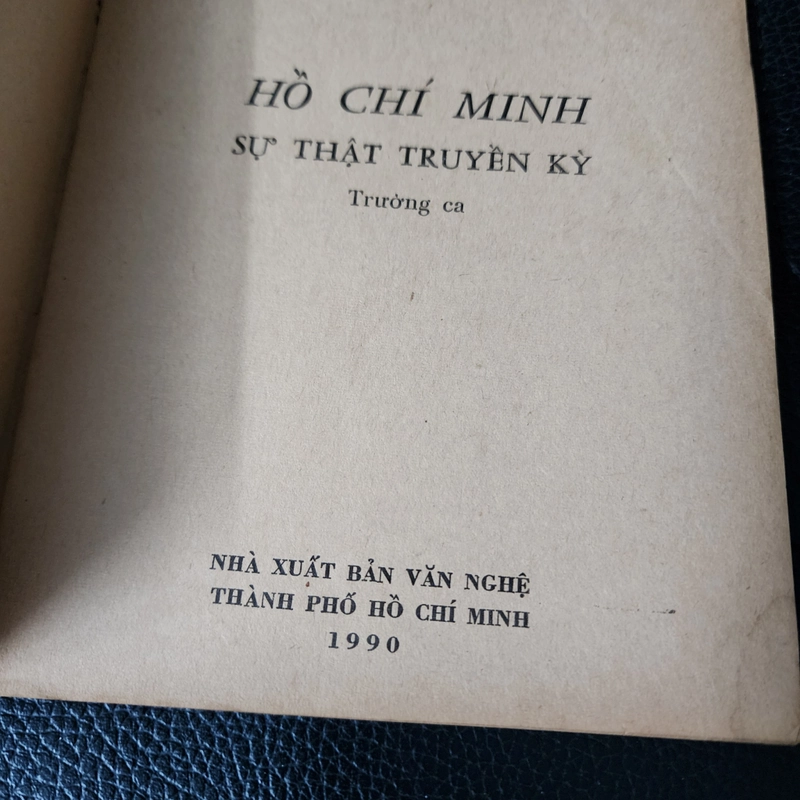 HỒ CHÍ MINH
SỰ THẬT TRUYỀN KỲ
Trường ca
NHÀ XUẤT BẢN VĂN NGHỆ
THÀNH PHỐ HỒ CHÍ MINH
1990